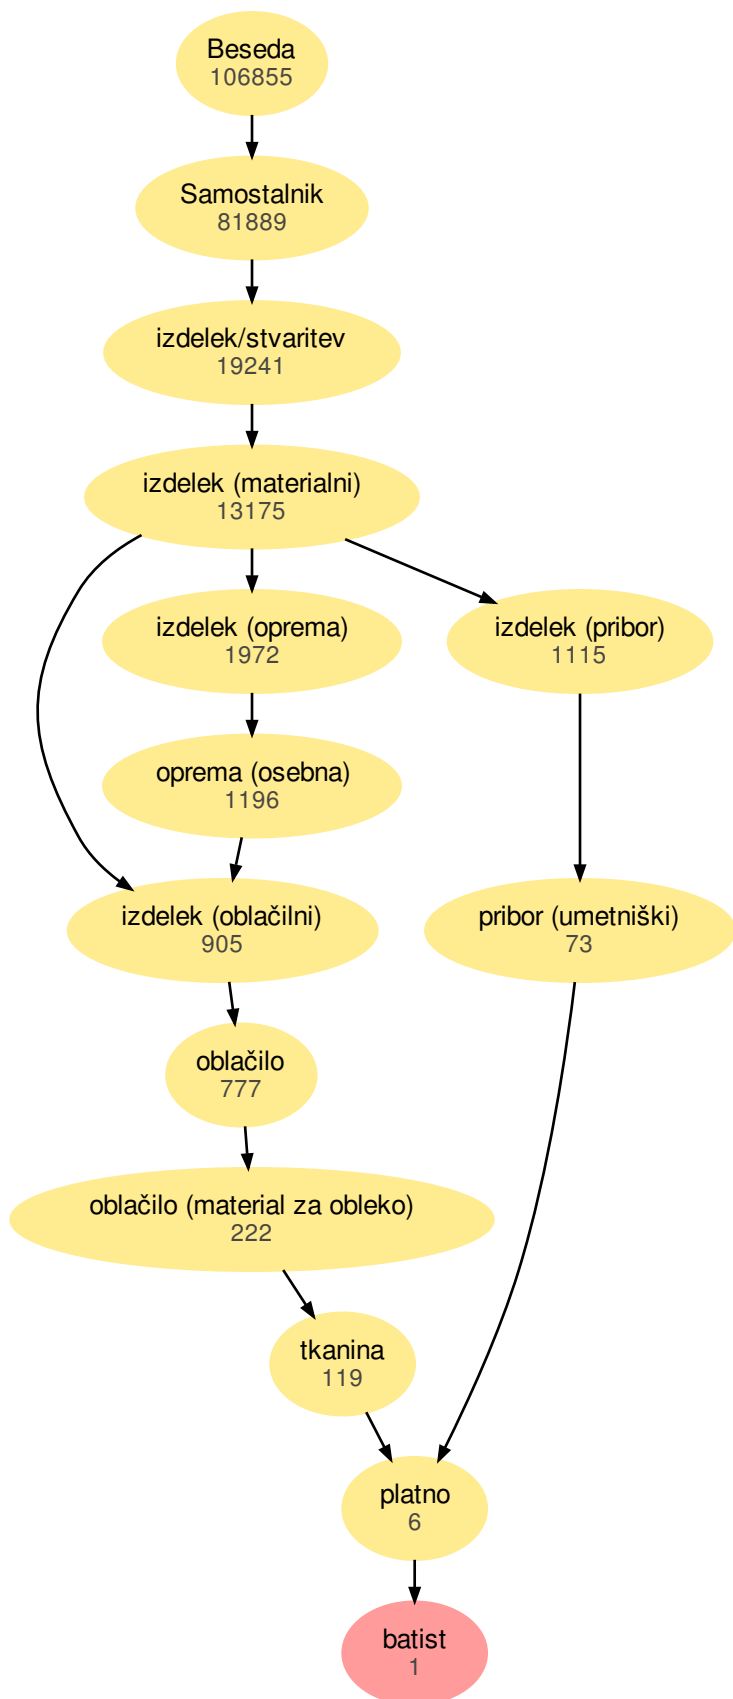 Beseda
106855
Samostalnik
81889
izdelek/stvaritev
19241
izdelek (materialni)
13175
izdelek (oprema)
1972
izdelek (pribor)
1115
oprema (osebna)
1196
izdelek (oblačilni)
905
pribor (umetniški)
73
oblačilo
777
oblačilo (material za obleko)
222
tkanina
119
platno
6
batist
1